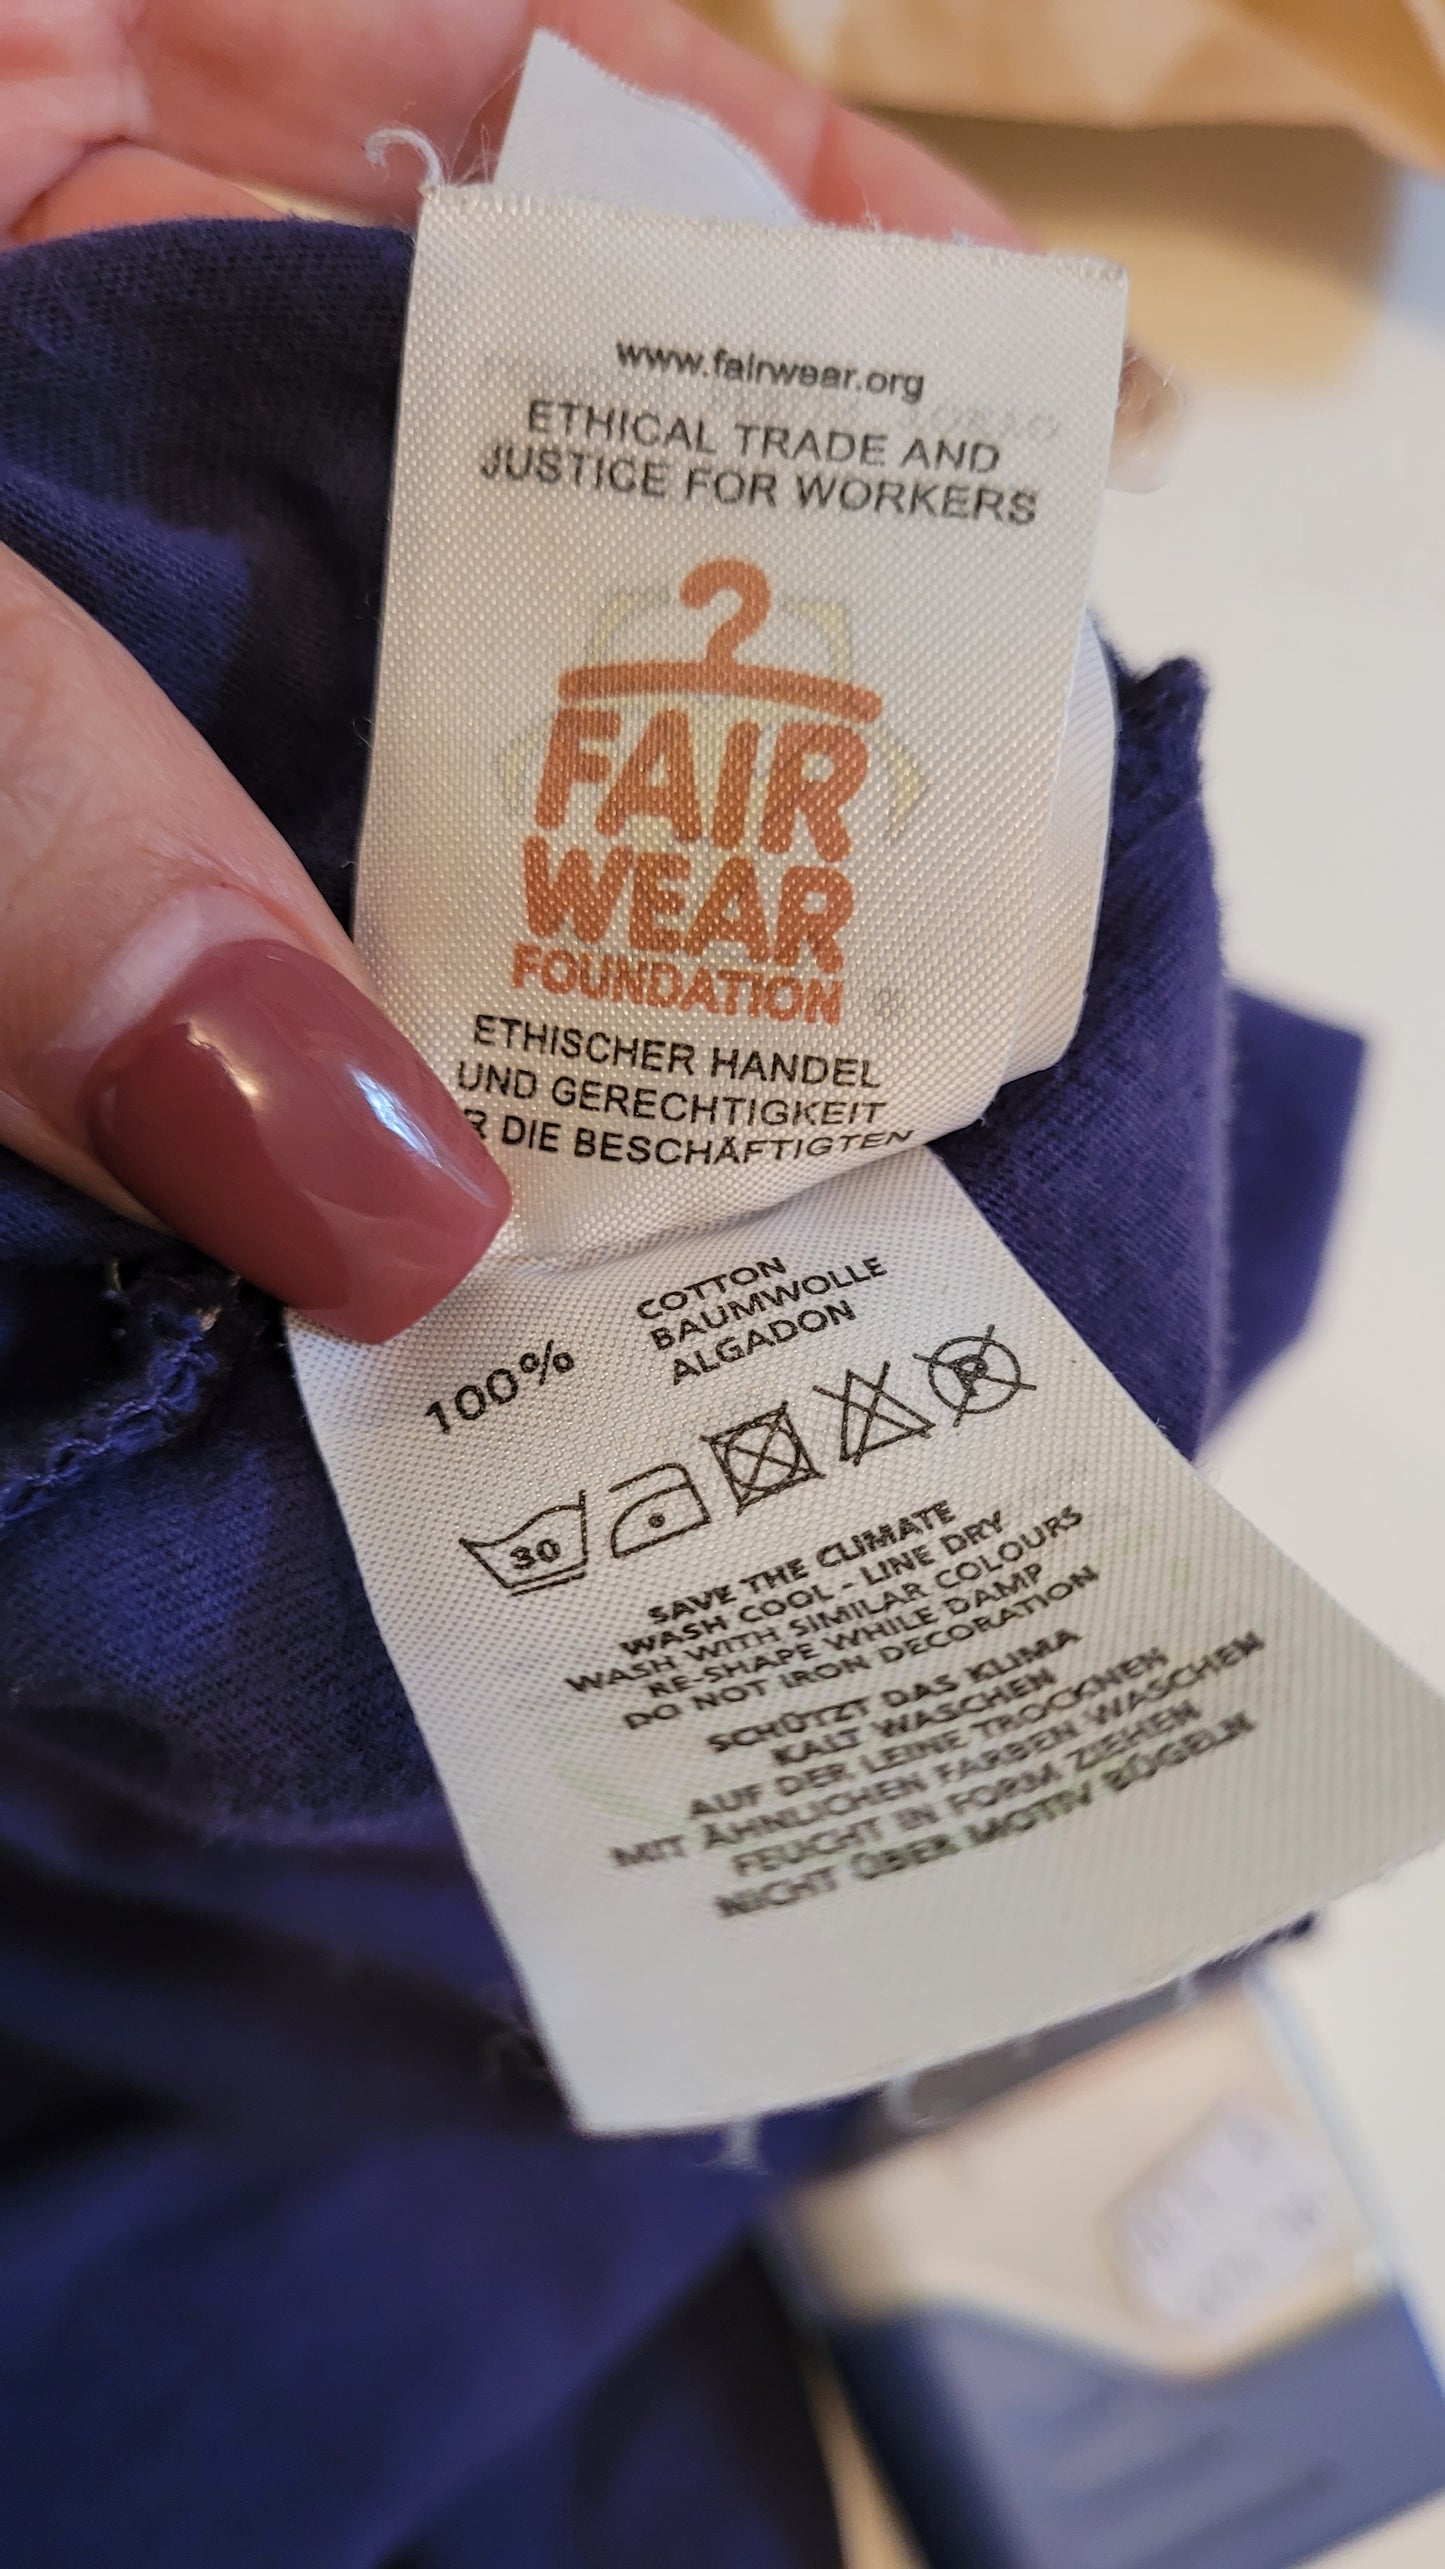 www.fairwear.org
ETHICAL TRADE AND
JUSTICE FOR WORKERS
FAIR
WEAR
FOUNDATION
ETHISCHER HANDEL
UND GERECHTIGKEIT
R DIE BESCHÄFTIGTEN
100%
COTTON
BAUMWOLLE
ALGADON
30
P
SAVE THE CLIMATE
WASH COOL - LINE DRY
WASH WITH SIMILAR COLOURS
RE-SHAPE WHILE DAMP
DO NOT IRON DECORATION
SCHÜTZT DAS KLIMA
KALT WASCHEN
AUF DER LEINE TROCKNEN
MIT ÄHNLICHEN FARBEN WASCHEN
FEUCHT IN FORM ZIEHEN
NICHT ÜBER MOTIV BÜGELN